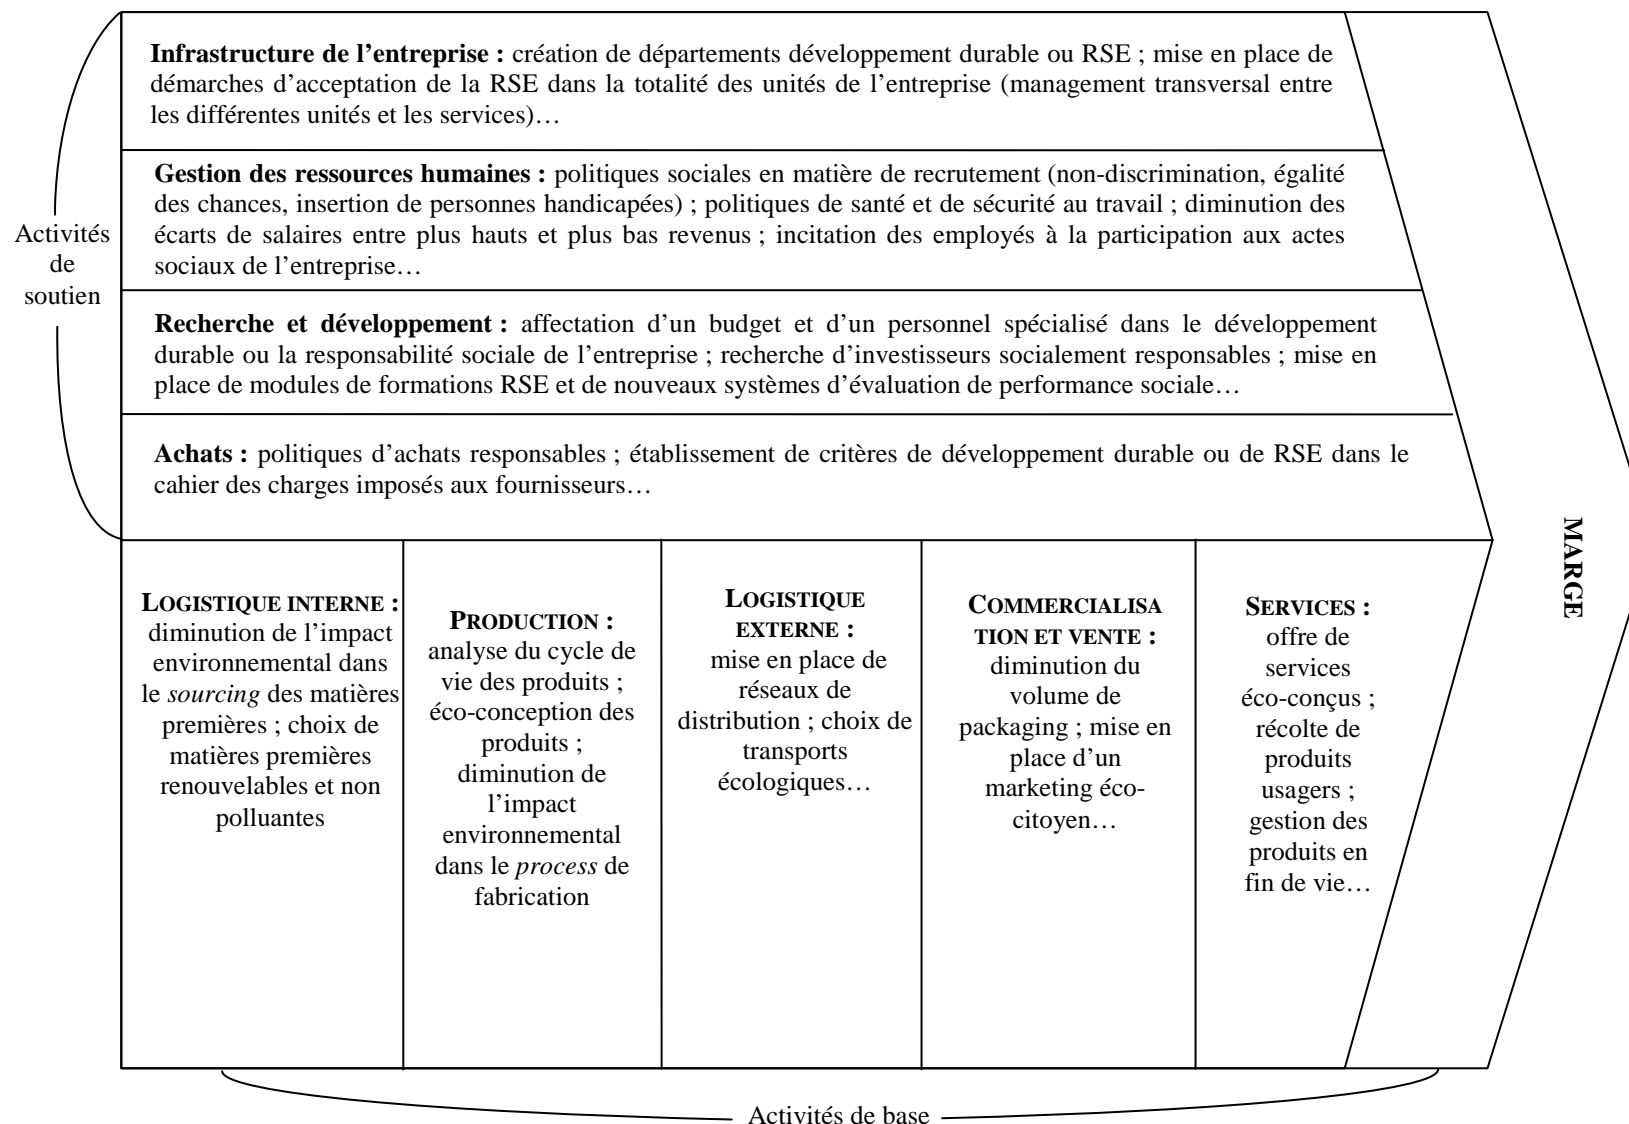 Infrastructure de l’entreprise : création de départements développement durable ou RSE ; mise en place de
démarches d’acceptation de la RSE dans la totalité des unités de l’entreprise (management transversal entre
les différentes unités et les services)…
Gestion des ressources humaines : politiques sociales en matière de recrutement (non-discrimination, égalité
des chances, insertion de personnes handicapées) ; politiques de santé et de sécurité au travail ; diminution des
écarts de salaires entre plus hauts et plus bas revenus ; incitation des employés à la participation aux actes
sociaux de l’entreprise…
Activités
de
soutien
Recherche et développement : affectation d’un budget et d’un personnel spécialisé dans le développement
durable ou la responsabilité sociale de l’entreprise ; recherche d’investisseurs socialement responsables ; mise en
place de modules de formations RSE et de nouveaux systèmes d’évaluation de performance sociale…
Achats : politiques d’achats responsables ; établissement de critères de développement durable ou de RSE dans le
cahier des charges imposés aux fournisseurs…
MARGE
LOGISTIQUE INTERNE :
diminution de l’impact
environnemental dans
le sourcing des matières
premières ; choix de
matières premières
renouvelables et non
polluantes
PRODUCTION :
analyse du cycle de
vie des produits ;
éco-conception des
produits ;
diminution de
l’impact
environnemental
dans le process de
fabrication
LOGISTIQUE
EXTERNE :
mise en place de
réseaux de
distribution ; choix de
transports
écologiques…
COMMERCIALISA
TION ET VENTE :
diminution du
volume de
packaging ; mise en
place d’un
marketing éco-
citoyen…
SERVICES :
offre de
services
éco-conçus ;
récolte de
produits
usagers ;
gestion des
produits en
fin de vie…
Activités de base